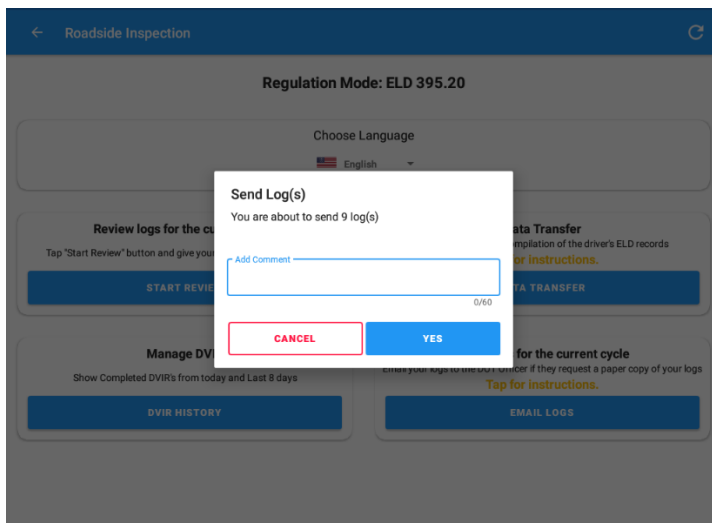 Roadside Inspection
Regulation Mode: ELD 395.20
Choose Language
English
Send Log(s)
You are about to send 9 log(s)
Add Comment
0/60
CANCEL
YES
Review logs for the
Tap "Start Review" button and give your
START
ata Transfer
mpilation of the driver's ELD records
or instructions.
TA TRANSFER
Manage
Show Completed DVIR's from today and Last 8 days
DVIR HISTORY
for the current cycle
Email your logs to the DOT Officer if they request a paper copy of your logs
Tap for instructions.
EMAIL LOGS